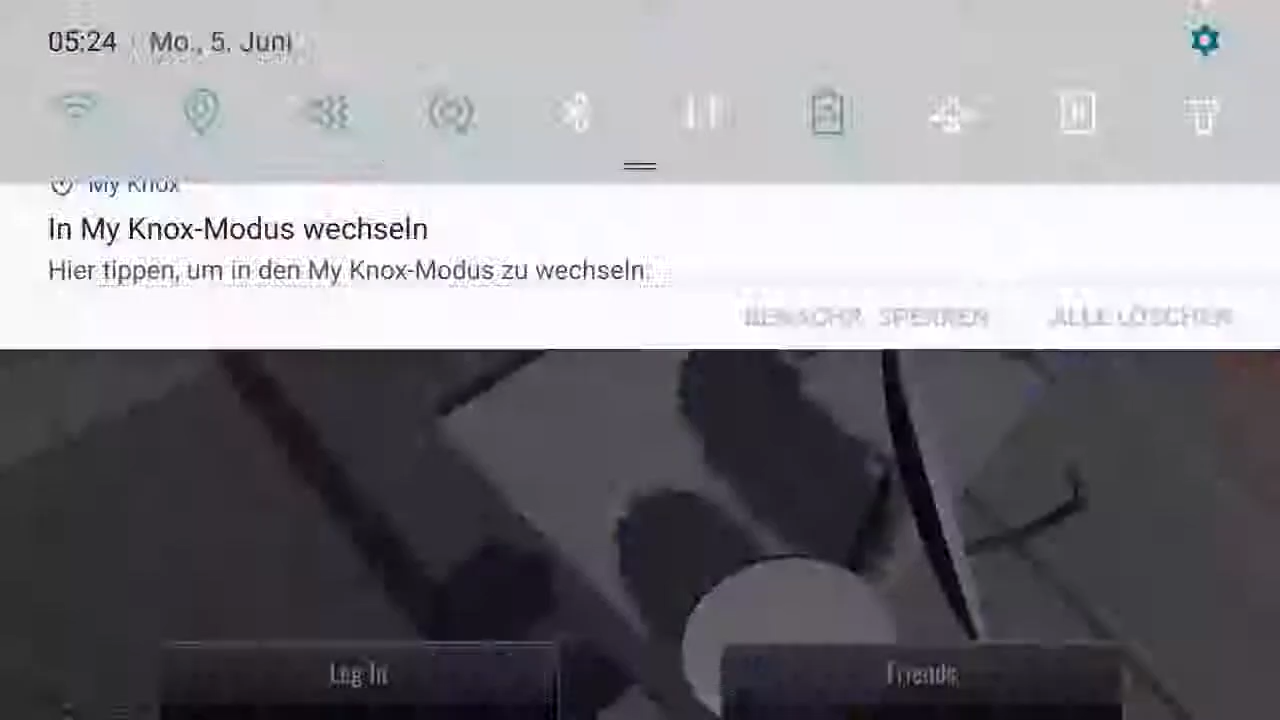 05:24 Mo., 5. Juni
My Knox
In My Knox-Modus wechseln
Hier tippen, um in den My Knox-Modus zu wechseln.
BENACHR. SPERREN ALLE LÖSCHEN
Log In Friends